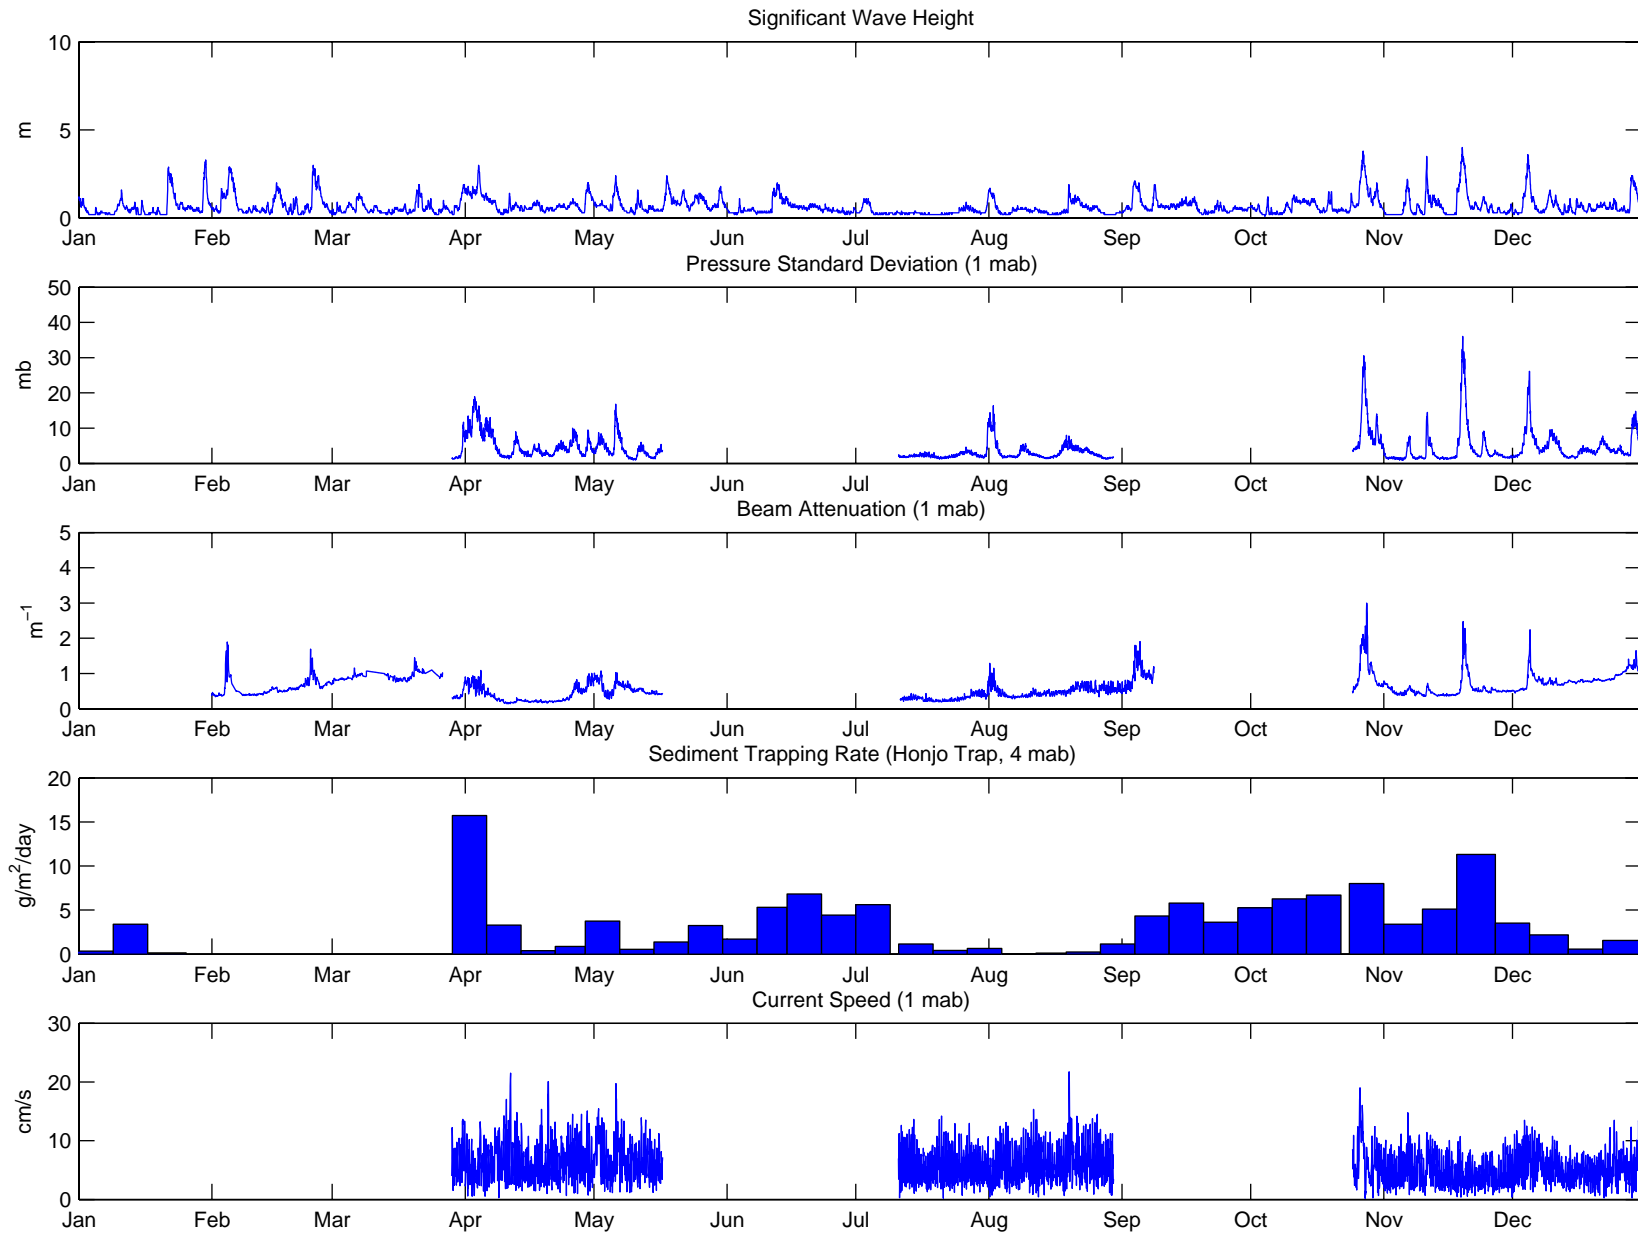 Significant Wave Height
10
5
0
m
Jan Feb Mar Apr May Jun Jul Aug Sep Oct Nov Dec
Pressure Standard Deviation (1 mab)
50
40
30
20
10
0
mb
Jan Feb Mar Apr May Jun Jul Aug Sep Oct Nov Dec
Beam Attenuation (1 mab)
5
4
3
2
1
0
m⁻¹
Jan Feb Mar Apr May Jun Jul Aug Sep Oct Nov Dec
Sediment Trapping Rate (Honjo Trap, 4 mab)
20
15
10
5
0
g/m²/day
Jan Feb Mar Apr May Jun Jul Aug Sep Oct Nov Dec
Current Speed (1 mab)
30
20
10
0
cm/s
Jan Feb Mar Apr May Jun Jul Aug Sep Oct Nov Dec